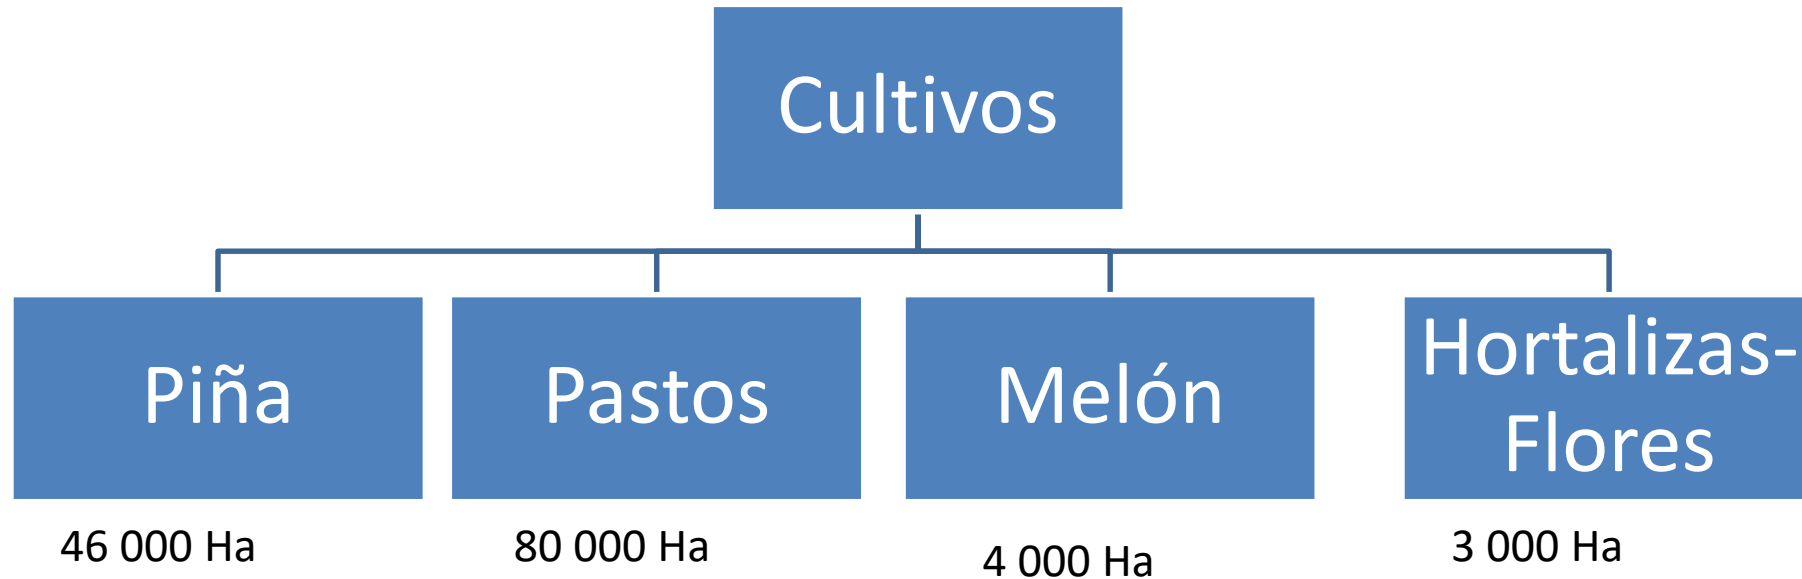 Cultivos
Piña
Pastos
Melón
Hortalizas-
Flores
46 000 Ha
80 000 Ha
4 000 Ha
3 000 Ha